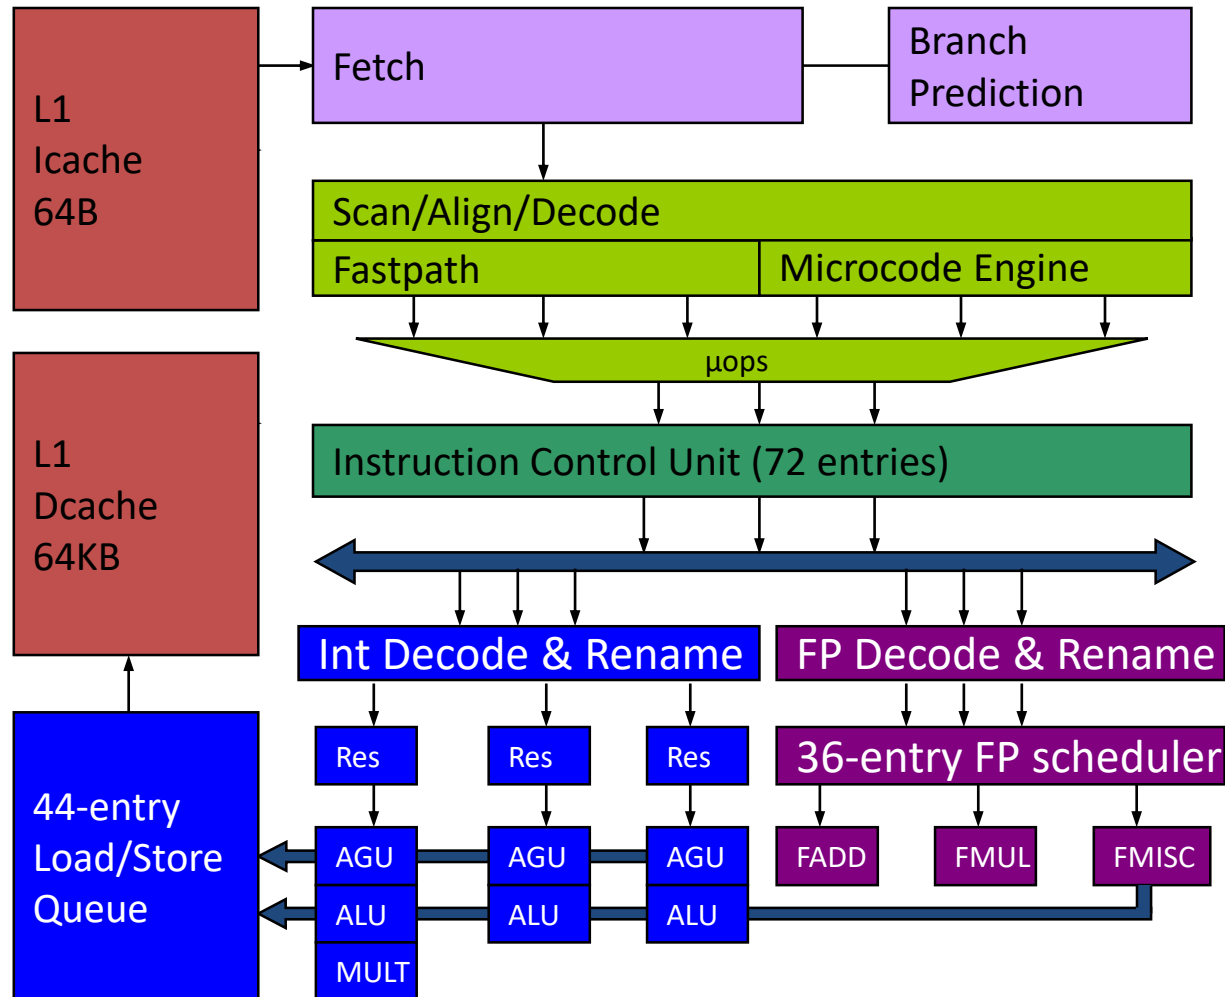 L1
Icache
64B
Fetch
Branch
Prediction
Scan/Align/Decode
Fastpath
Microcode Engine
µops
L1
Dcache
64KB
Instruction Control Unit (72 entries)
Int Decode & Rename
FP Decode & Rename
Res
Res
Res
36-entry FP scheduler
44-entry
Load/Store
Queue
AGU
AGU
AGU
FADD
FMUL
FMISC
ALU
ALU
ALU
MULT